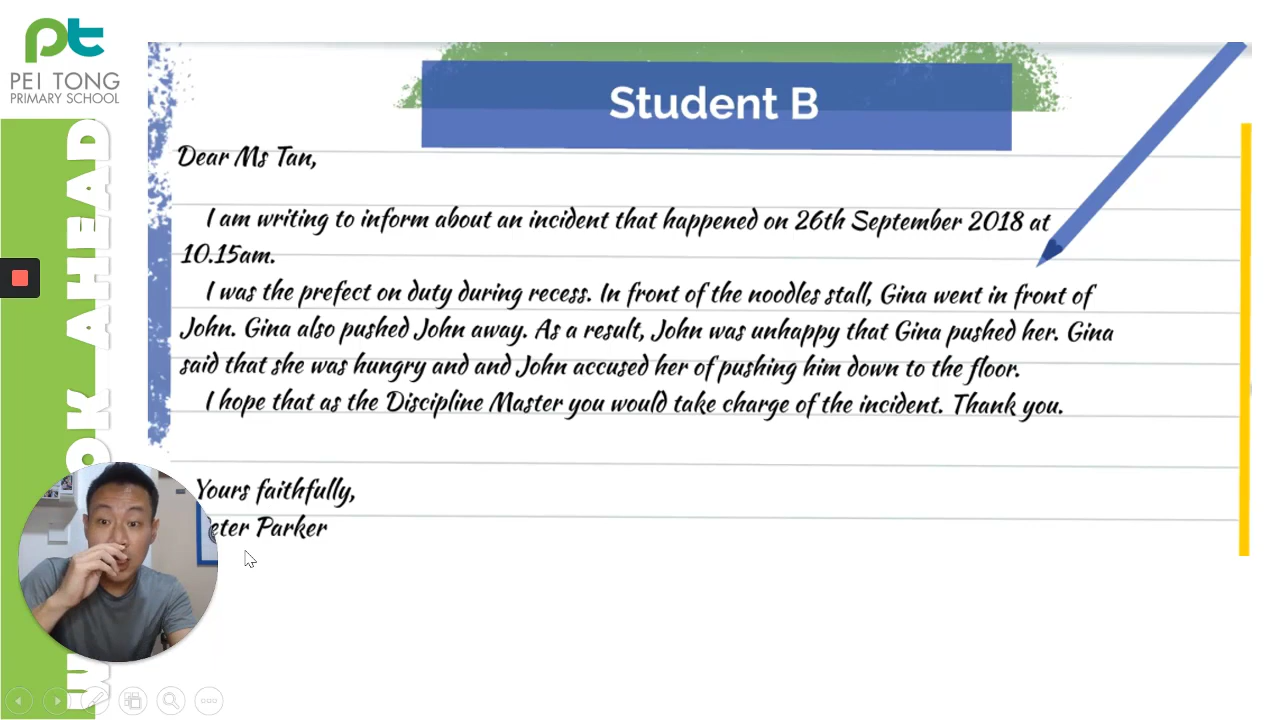 pt
PEI TONG
PRIMARY SCHOOL
Student B
Dear Ms Tan,
I am writing to inform about an incident that happened on 26th September 2018 at
10.15am.
I was the prefect on duty during recess. In front of the noodles stall, Gina went in front of
John. Gina also pushed John away. As a result, John was unhappy that Gina pushed her. Gina
said that she was hungry and and John accused her of pushing him down to the floor.
I hope that as the Discipline Master you would take charge of the incident. Thank you.
Yours faithfully,
eter Parker
AHEAD